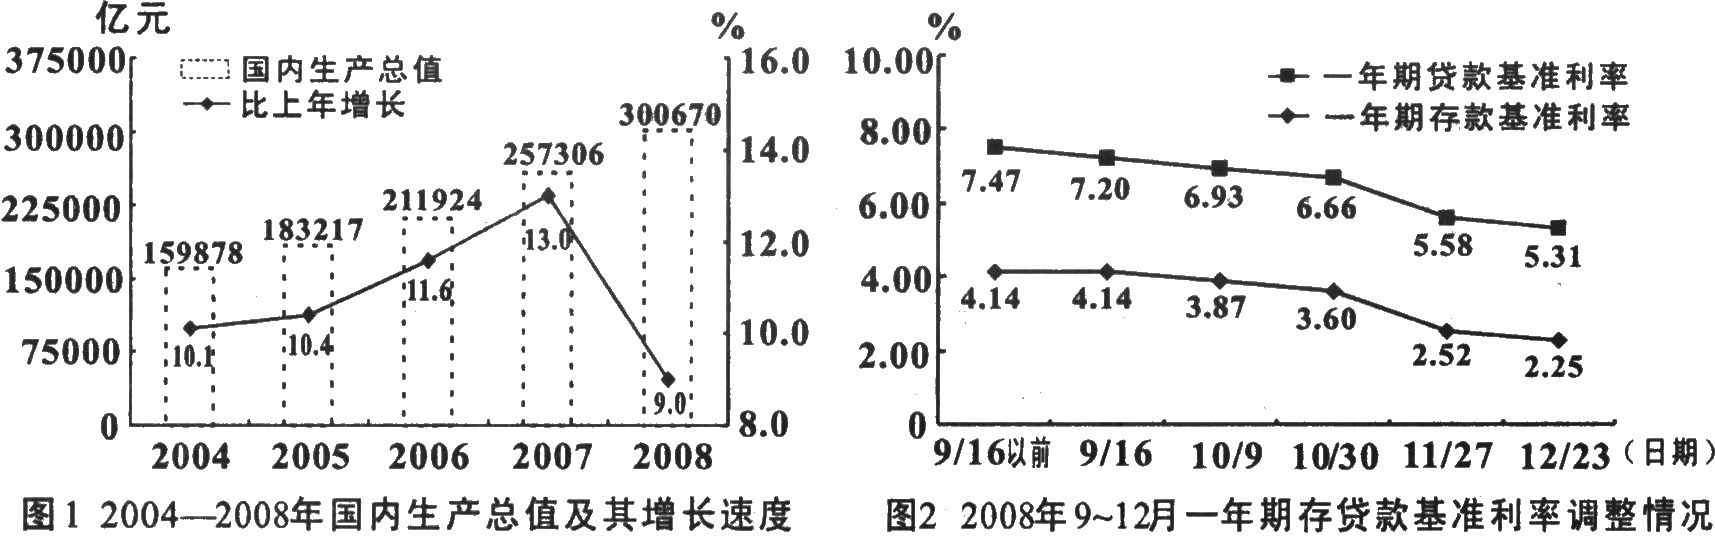 亿元
%
375000
300000
225000
150000
75000
0
国内生产总值
比上年增长
159878
183217
211924
257306
300670
10.1
10.4
11.6
13.0
9.0
16.0
14.0
12.0
10.0
8.0
2004 2005 2006 2007 2008
图1 2004—2008年国内生产总值及其增长速度
%
10.00
8.00
6.00
4.00
2.00
0
一年期贷款基准利率
一年期存款基准利率
7.47 7.20 6.93 6.66 5.58 5.31
4.14 4.14 3.87 3.60 2.52 2.25
9/16以前 9/16 10/9 10/30 11/27 12/23 (日期)
图2 2008年9~12月一年期存贷款基准利率调整情况